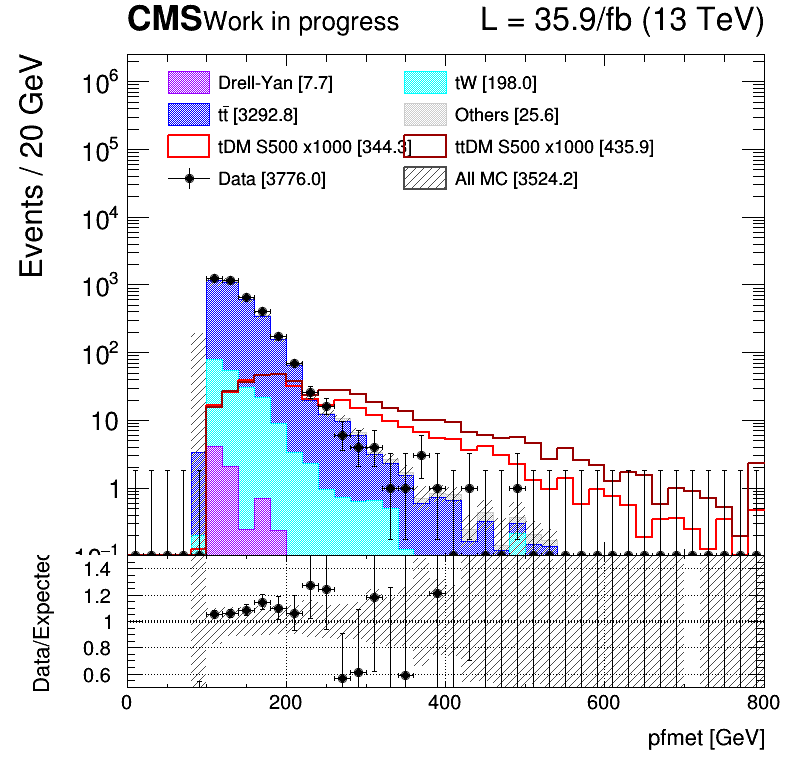 CMS Work in progress L = 35.9/fb (13 TeV)
Events / 20 GeV
Drell-Yan [7.7] tW [198.0]
tt̄ [3292.8] Others [25.6]
tDM S500 x1000 [344.3] ttDM S500 x1000 [435.9]
Data [3776.0] All MC [3524.2]
10⁶
10⁵
10⁴
10³
10²
10
1
10⁻¹
Data/Expected
1.4
1.2
1
0.8
0.6
0 200 400 600 800
pfmet [GeV]